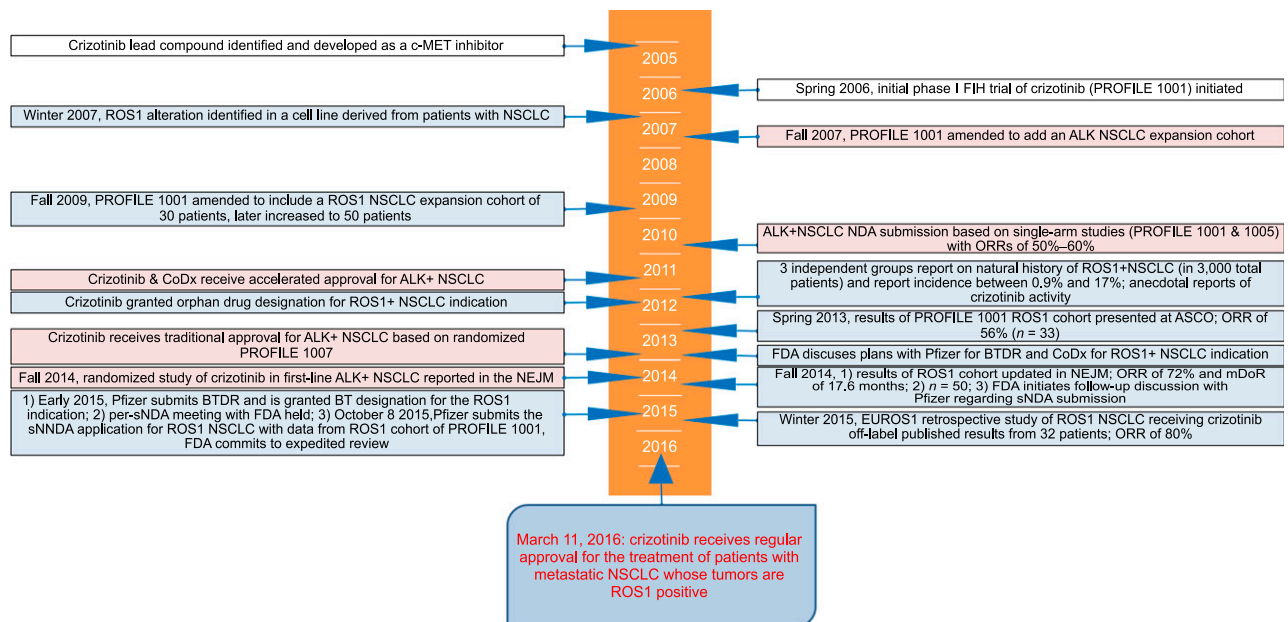 Crizotinib lead compound identified and developed as a c-MET inhibitor
2005
2006
Spring 2006, initial phase I FIH trial of crizotinib (PROFILE 1001) initiated
Winter 2007, ROS1 alteration identified in a cell line derived from patients with NSCLC
2007
Fall 2007, PROFILE 1001 amended to add an ALK NSCLC expansion cohort
2008
Fall 2009, PROFILE 1001 amended to include a ROS1 NSCLC expansion cohort of
30 patients, later increased to 50 patients
2009
2010
ALK+NSCLC NDA submission based on single-arm studies (PROFILE 1001 & 1005)
with ORRs of 50%–60%
Crizotinib & CoDx receive accelerated approval for ALK+ NSCLC
2011
3 independent groups report on natural history of ROS1+NSCLC (in 3,000 total
patients) and report incidence between 0.9% and 17%; anecdotal reports of
crizotinib activity
Crizotinib granted orphan drug designation for ROS1+ NSCLC indication
2012
Spring 2013, results of PROFILE 1001 ROS1 cohort presented at ASCO; ORR of
56% (n = 33)
Crizotinib receives traditional approval for ALK+ NSCLC based on randomized
PROFILE 1007
2013
FDA discuses plans with Pfizer for BTDR and CoDx for ROS1+ NSCLC indication
Fall 2014, randomized study of crizotinib in first-line ALK+ NSCLC reported in the NEJM
2014
Fall 2014, 1) results of ROS1 cohort updated in NEJM; ORR of 72% and mDoR
of 17.6 months; 2) n = 50; 3) FDA initiates follow-up discussion with
Pfizer regarding sNDA submission
1) Early 2015, Pfizer submits BTDR and is granted BT designation for the ROS1
indication; 2) per-sNDA meeting with FDA held; 3) October 8 2015,Pfizer submits the
sNNDA application for ROS1 NSCLC with data from ROS1 cohort of PROFILE 1001,
FDA commits to expedited review
2015
Winter 2015, EUROS1 retrospective study of ROS1 NSCLC receiving crizotinib
off-label published results from 32 patients; ORR of 80%
2016
March 11, 2016: crizotinib receives regular
approval for the treatment of patients with
metastatic NSCLC whose tumors are
ROS1 positive